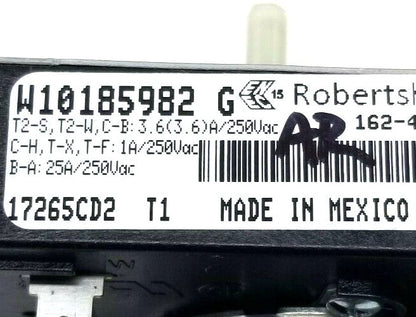 W10185982 G 15 Robertsh
T2-S,T2-W,C-B:3.6(3.6)A/250Vac
AR 162-4
C-H,T-X,T-F:1A/250Vac
B-A:25A/250Vac
17265CD2 T1 MADE IN MEXICO
W